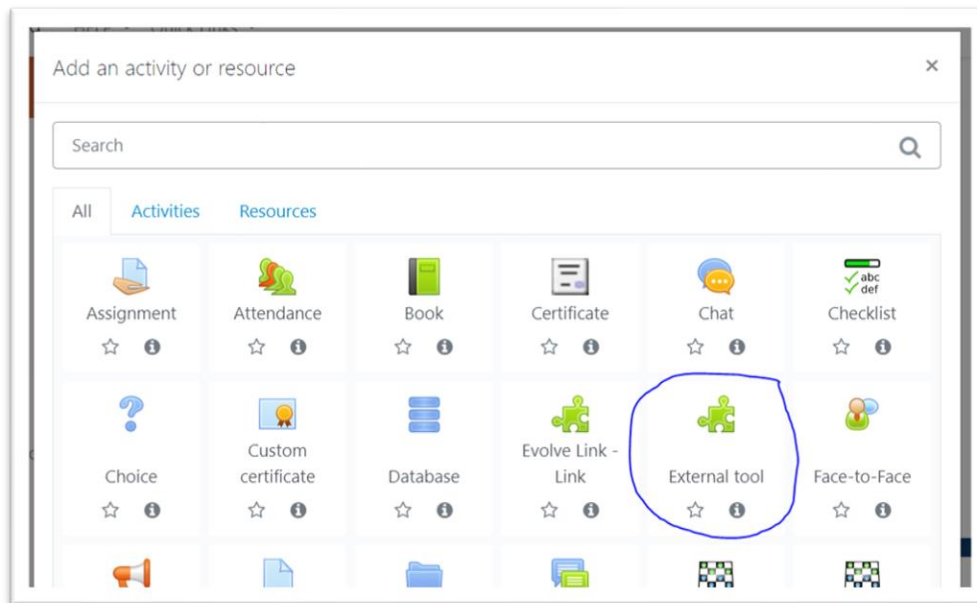 Add an activity or resource ×
Search
All Activities Resources
Assignment Attendance Book Certificate Chat Checklist
abc
def
Choice Custom certificate Database Evolve Link - Link External tool Face-to-Face